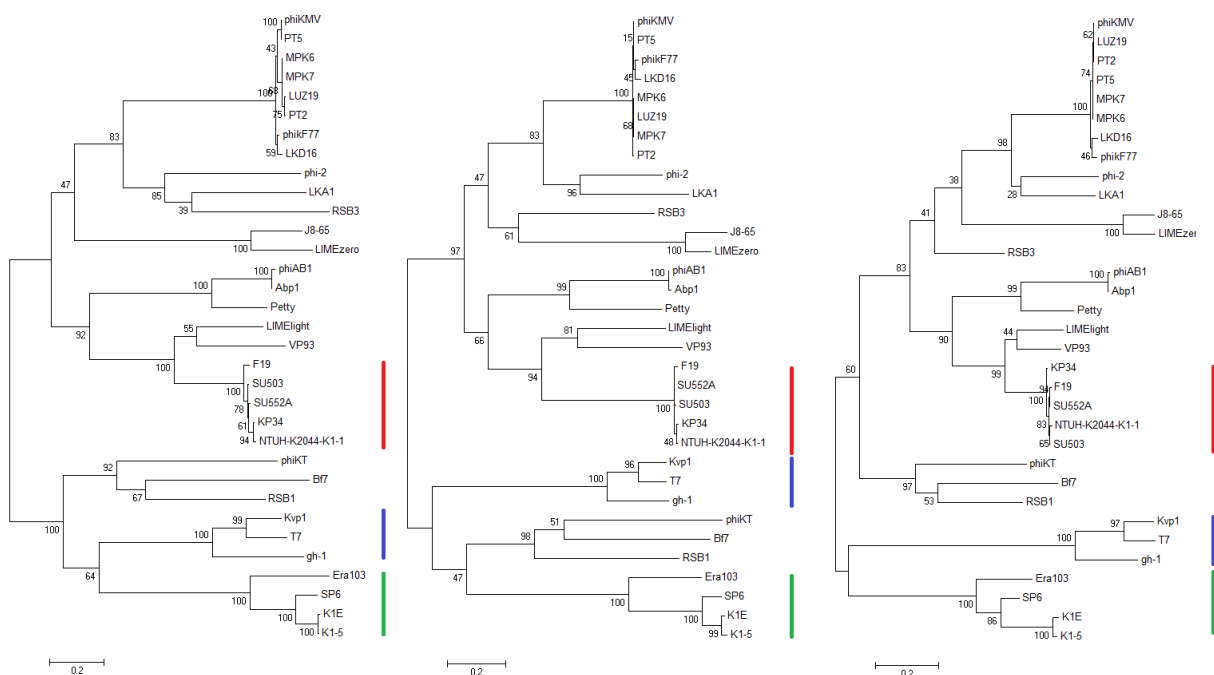 phiKMV
100
PT5
43
MPK6
MPK7
68
LUZ19
100
75
PT2
phikF77
59
LKD16
83
phi-2
47
85
LKA1
39
RSB3
J8-65
100
LIMEzero
phiAB1
100
Abp1
100
Petty
92
LIMElight
55
VP93
100
F19
100
SU503
SU552A
78
KP34
61
94
NTUH-K2044-K1-1
phiKT
92
Bf7
67
RSB1
100
Kvp1
99
T7
100
gh-1
64
Era103
100
SP6
100
K1E
100
K1-5
0.2
phiKMV
15
PT5
phikF77
45
LKD16
100
MPK6
LUZ19
68
MPK7
PT2
83
phi-2
47
96
LKA1
RSB3
61
J8-65
100
LIMEzero
97
phiAB1
100
Abp1
99
Petty
66
LIMElight
81
VP93
94
F19
SU552A
100
SU503
KP34
48
NTUH-K2044-K1-1
Kvp1
96
T7
100
gh-1
phiKT
51
Bf7
98
RSB1
47
Era103
100
SP6
100
K1E
99
K1-5
0.2
phiKMV
62
LUZ19
PT2
74
PT5
MPK7
100
MPK6
LKD16
46
phikF77
98
phi-2
38
28
LKA1
J8-65
100
LIMEzer
41
RSB3
83
phiAB1
100
Abp1
99
Petty
90
LIMElight
44
VP93
99
KP34
94
F19
100
SU552A
83
NTUH-K2044-K1-1
65
SU503
60
phiKT
97
Bf7
53
RSB1
Kvp1
97
T7
100
gh-1
Era103
100
SP6
86
K1E
100
K1-5
0.2